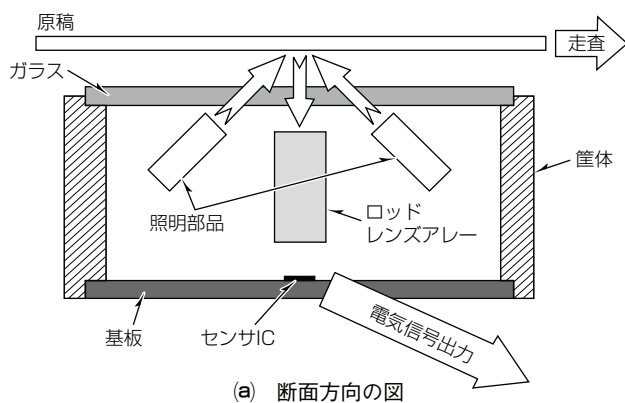 原稿
走査
ガラス
筐体
照明部品
ロッド
レンズアレー
基板
センサIC
電気信号出力
(a) 断面方向の図